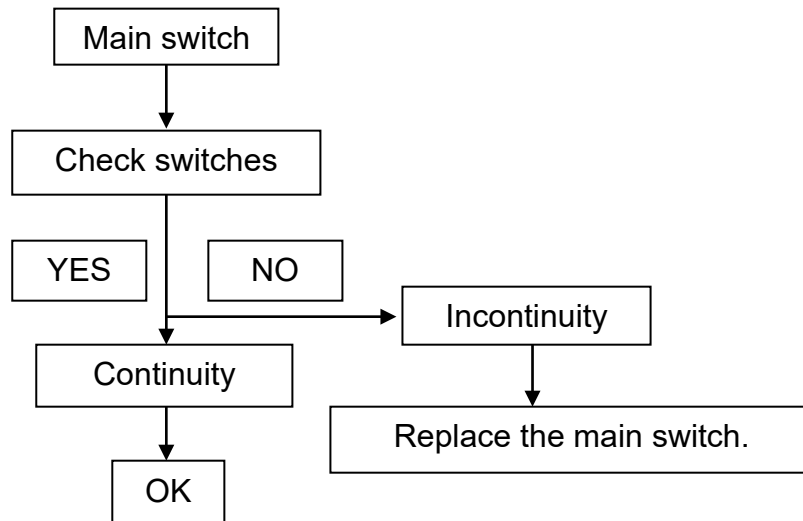 Main switch
Check switches
YES
NO
Incontinuity
Continuity
Replace the main switch.
OK